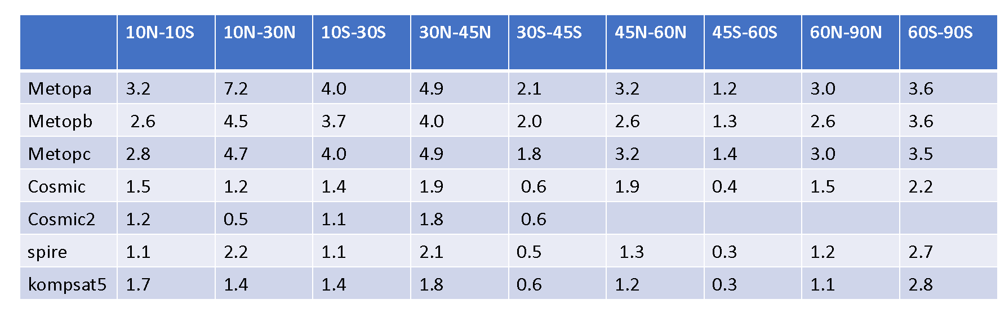 10N-10S 10N-30N 10S-30S 30N-45N 30S-45S 45N-60N 45S-60S 60N-90N 60S-90S
Metopa 3.2 7.2 4.0 4.9 2.1 3.2 1.2 3.0 3.6
Metopb 2.6 4.5 3.7 4.0 2.0 2.6 1.3 2.6 3.6
Metopc 2.8 4.7 4.0 4.9 1.8 3.2 1.4 3.0 3.5
Cosmic 1.5 1.2 1.4 1.9 0.6 1.9 0.4 1.5 2.2
Cosmic2 1.2 0.5 1.1 1.8 0.6
spire 1.1 2.2 1.1 2.1 0.5 1.3 0.3 1.2 2.7
kompsat5 1.7 1.4 1.4 1.8 0.6 1.2 0.3 1.1 2.8